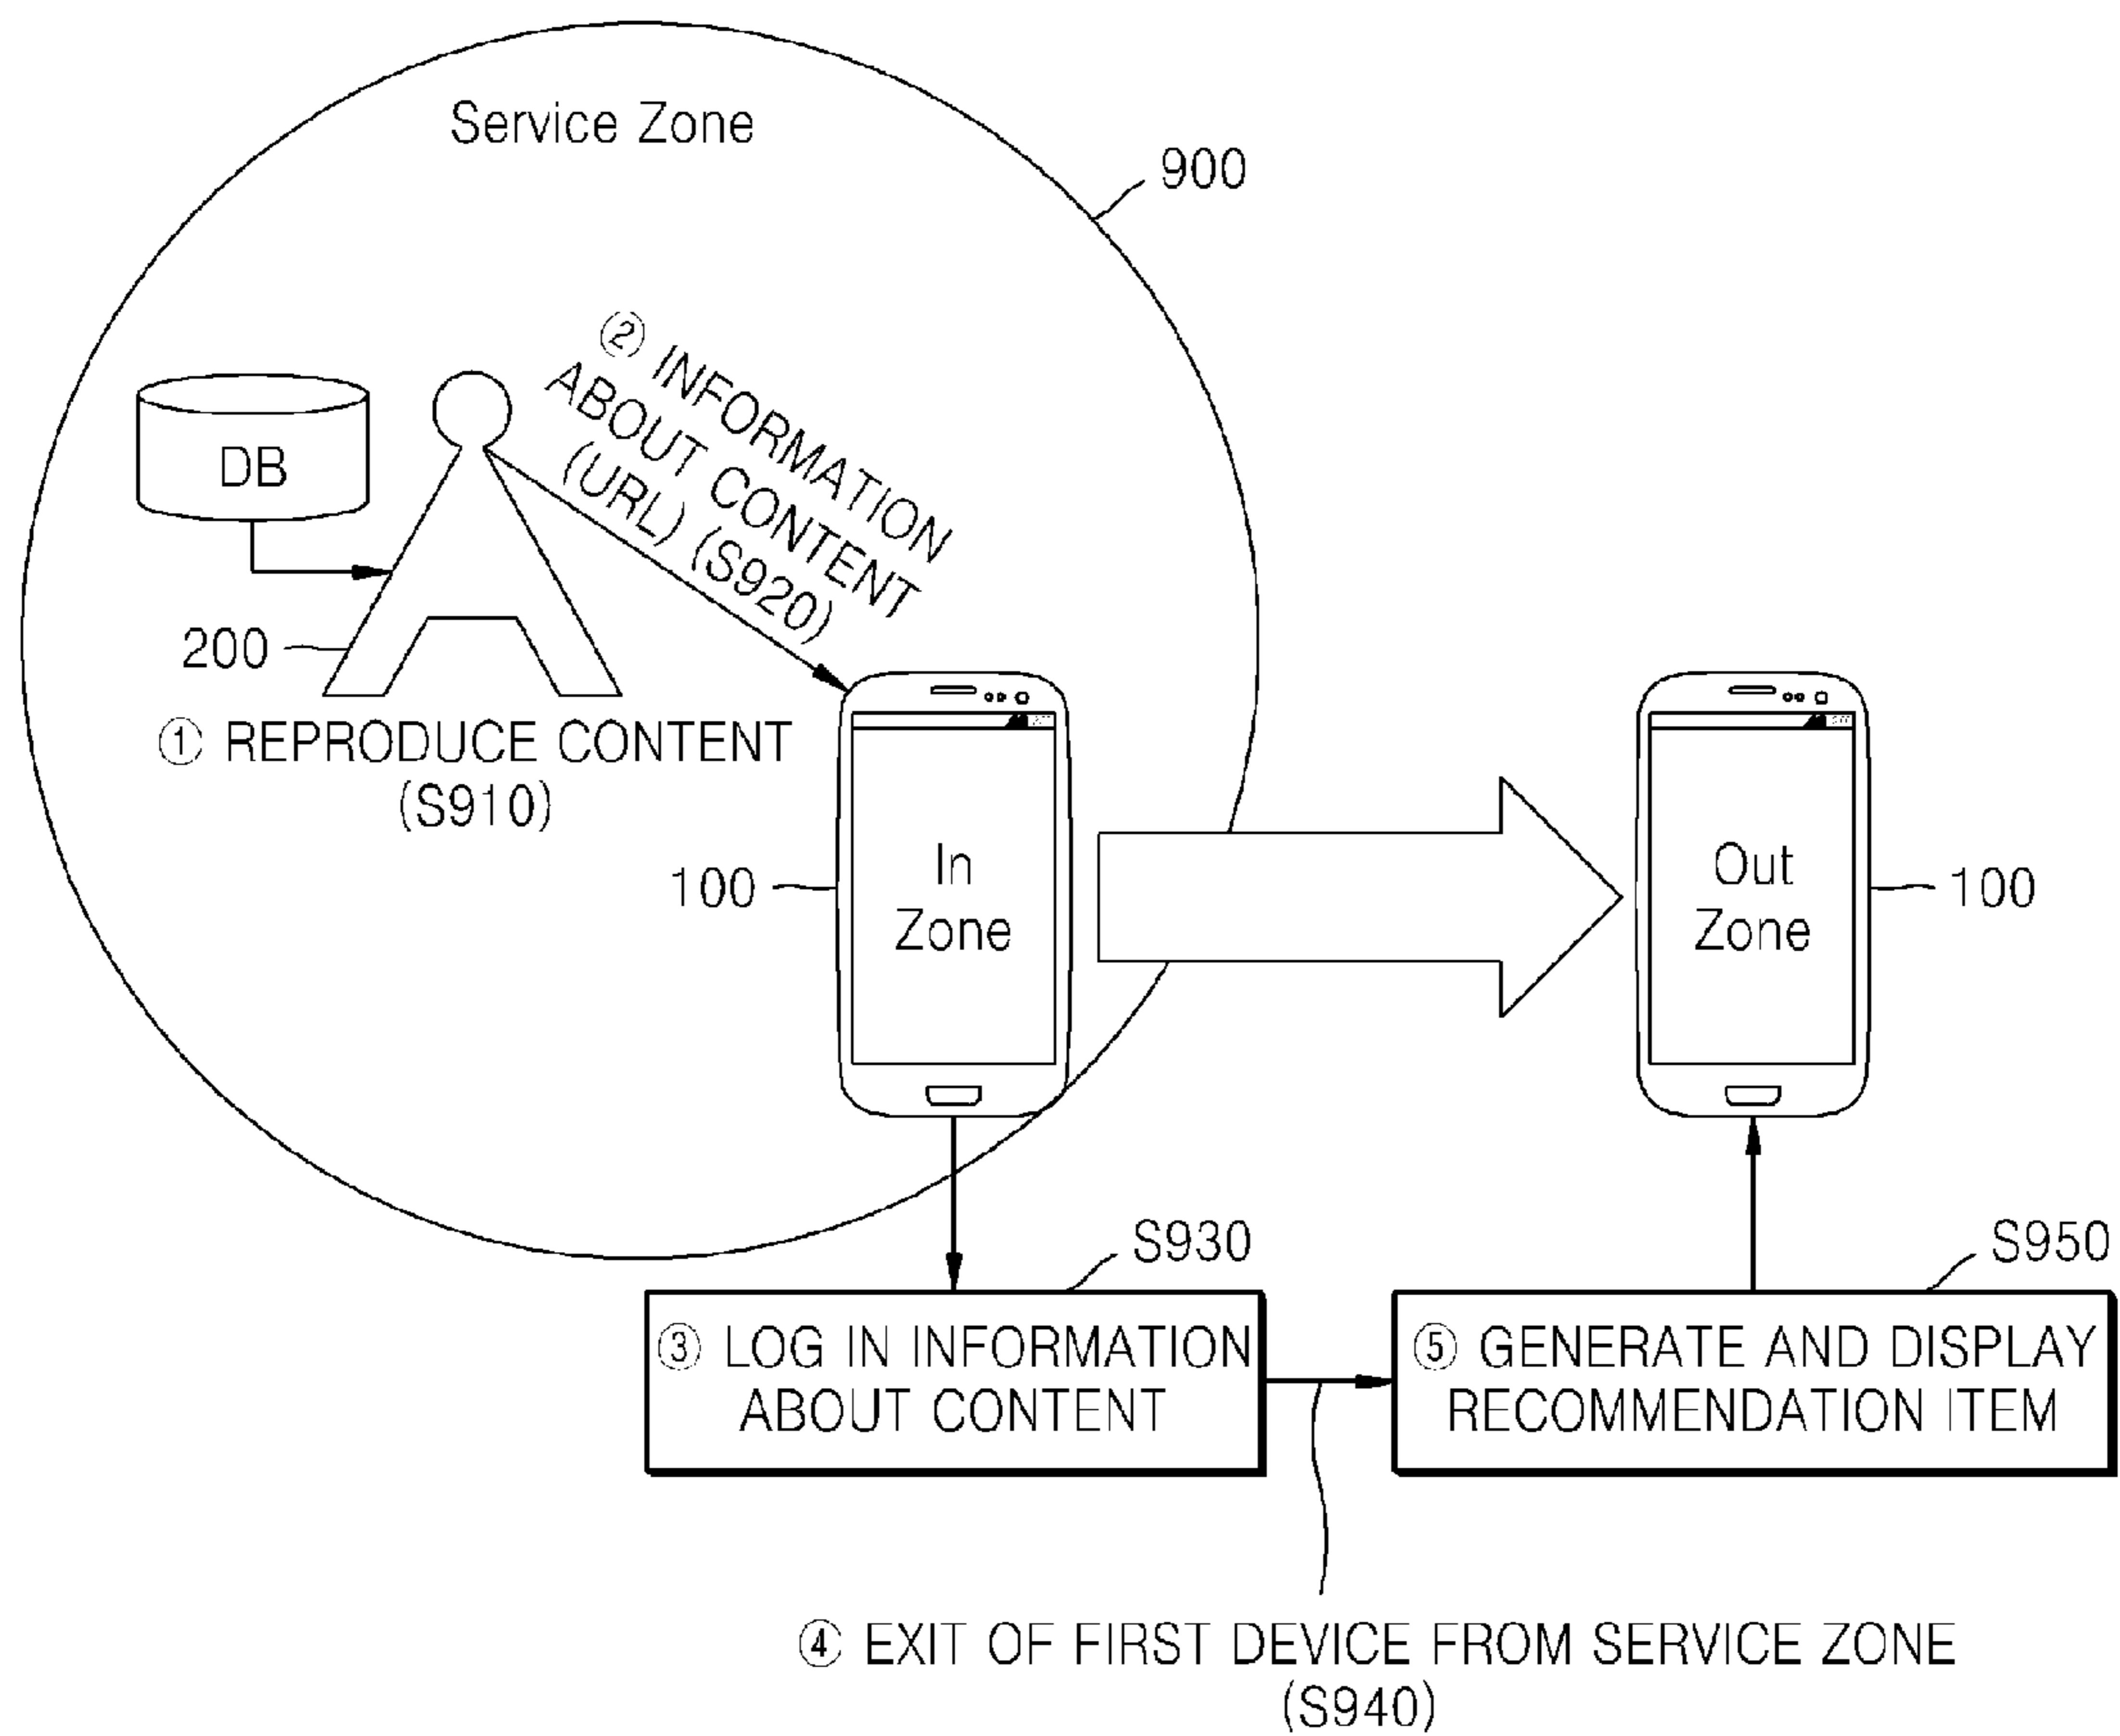 Service Zone
900
② INFORMATION
ABOUT CONTENT
(URL) (S920)
DB
200
① REPRODUCE CONTENT
(S910)
100
In
Zone
Out
Zone
100
S930
S950
③ LOG IN INFORMATION
ABOUT CONTENT
⑤ GENERATE AND DISPLAY
RECOMMENDATION ITEM
④ EXIT OF FIRST DEVICE FROM SERVICE ZONE
(S940)